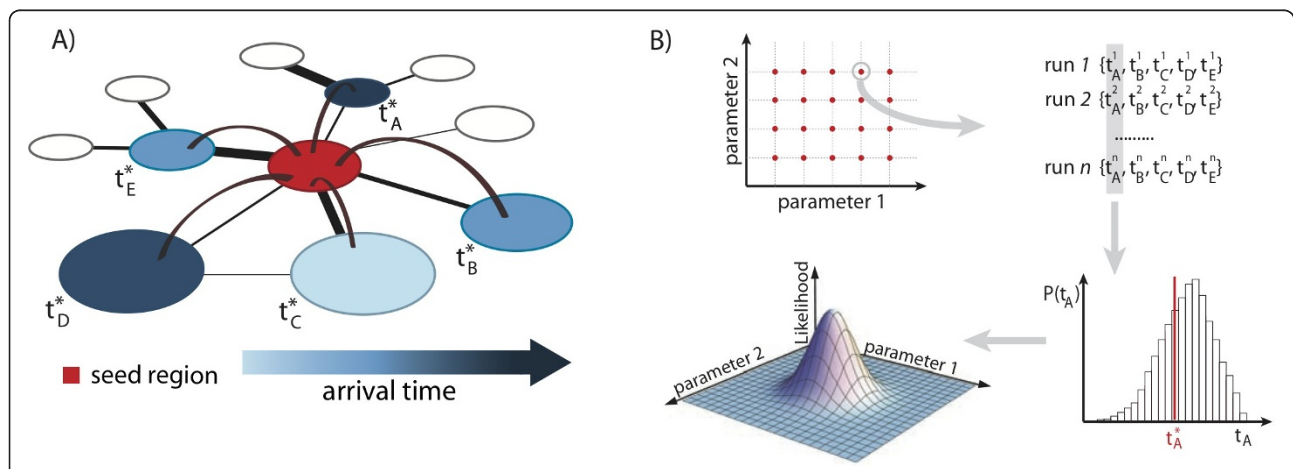 A)
t*A
t*E
t*B
t*D
t*C
seed region
arrival time
B)
parameter 2
parameter 1
run 1 {t¹A, t¹B, t¹C, t¹D, t¹E}
run 2 {t²A, t²B, t²C, t²D, t²E}
.........
run n {tⁿA, tⁿB, tⁿC, tⁿD, tⁿE}
Likelihood
parameter 2
parameter 1
P(tA)
t*A
tA